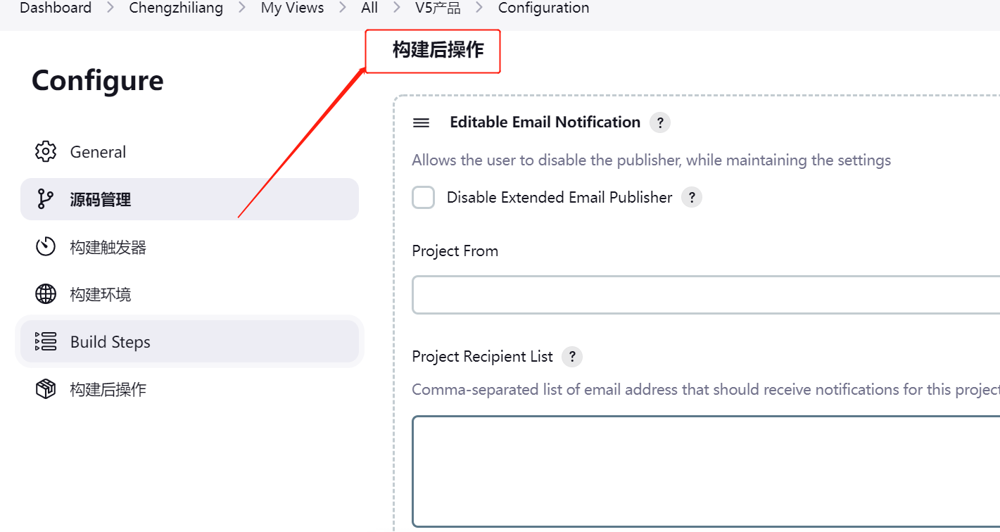 Dashboard > Chengzhiliang > My Views > All > V5产品 > Configuration
构建后操作
Configure
General
源码管理
构建触发器
构建环境
Build Steps
构建后操作
Editable Email Notification ?
Allows the user to disable the publisher, while maintaining the settings
Disable Extended Email Publisher ?
Project From
Project Recipient List ?
Comma-separated list of email address that should receive notifications for this project